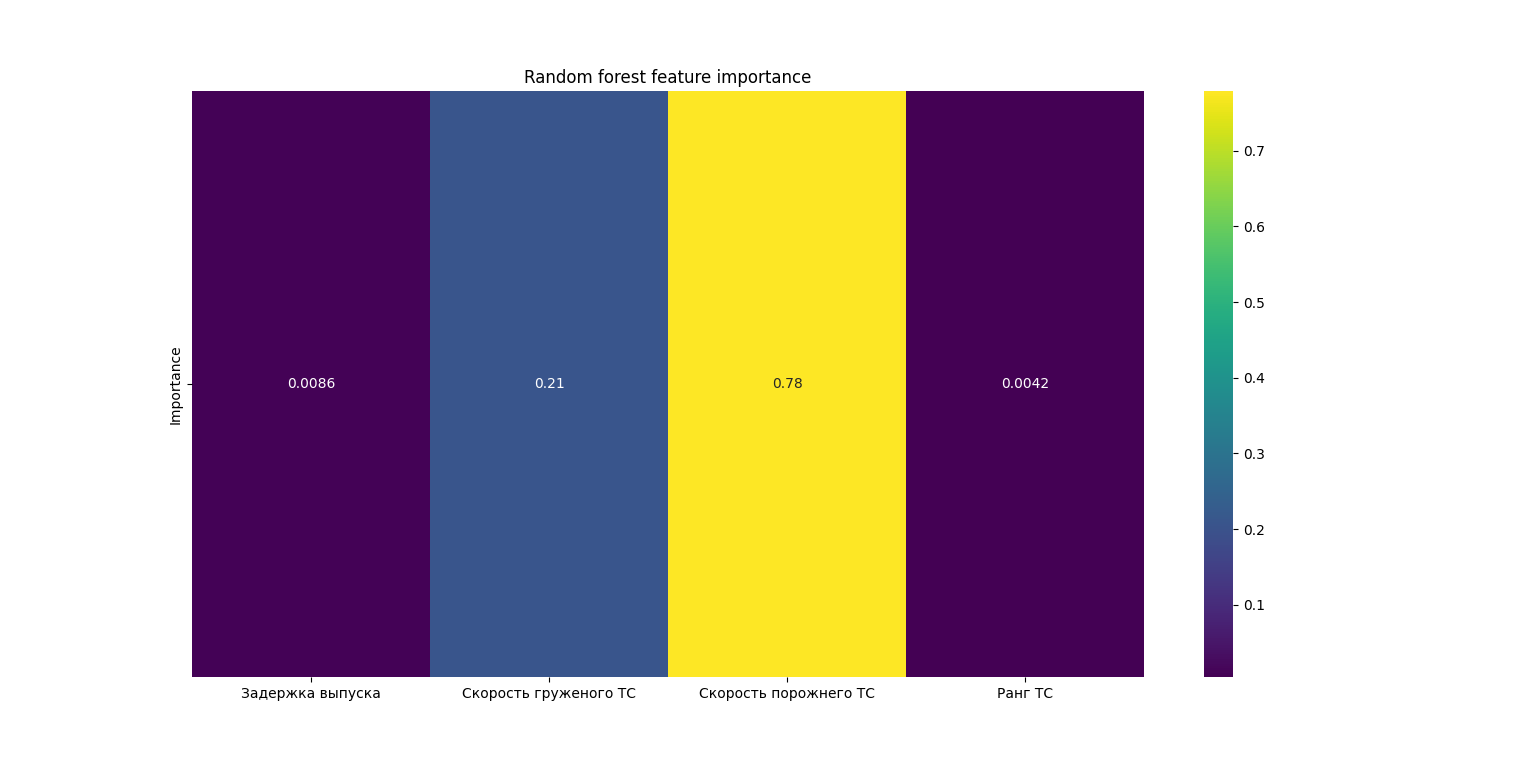 Random forest feature importance
Importance
0.0086
0.21
0.78
0.0042
Задержка выпуска
Скорость груженого ТС
Скорость порожнего ТС
Ранг ТС
0.7
0.6
0.5
0.4
0.3
0.2
0.1